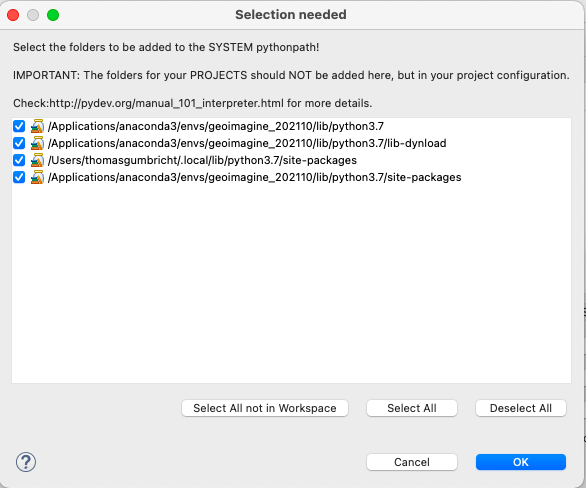 Selection needed
Select the folders to be added to the SYSTEM pythonpath!
IMPORTANT: The folders for your PROJECTS should NOT be added here, but in your project configuration.
Check:http://pydev.org/manual_101_interpreter.html for more details.
/Applications/anaconda3/envs/geoimagine_202110/lib/python3.7
/Applications/anaconda3/envs/geoimagine_202110/lib/python3.7/lib-dynload
/Users/thomasgumbricht/.local/lib/python3.7/site-packages
/Applications/anaconda3/envs/geoimagine_202110/lib/python3.7/site-packages
Select All not in Workspace Select All Deselect All
? Cancel OK